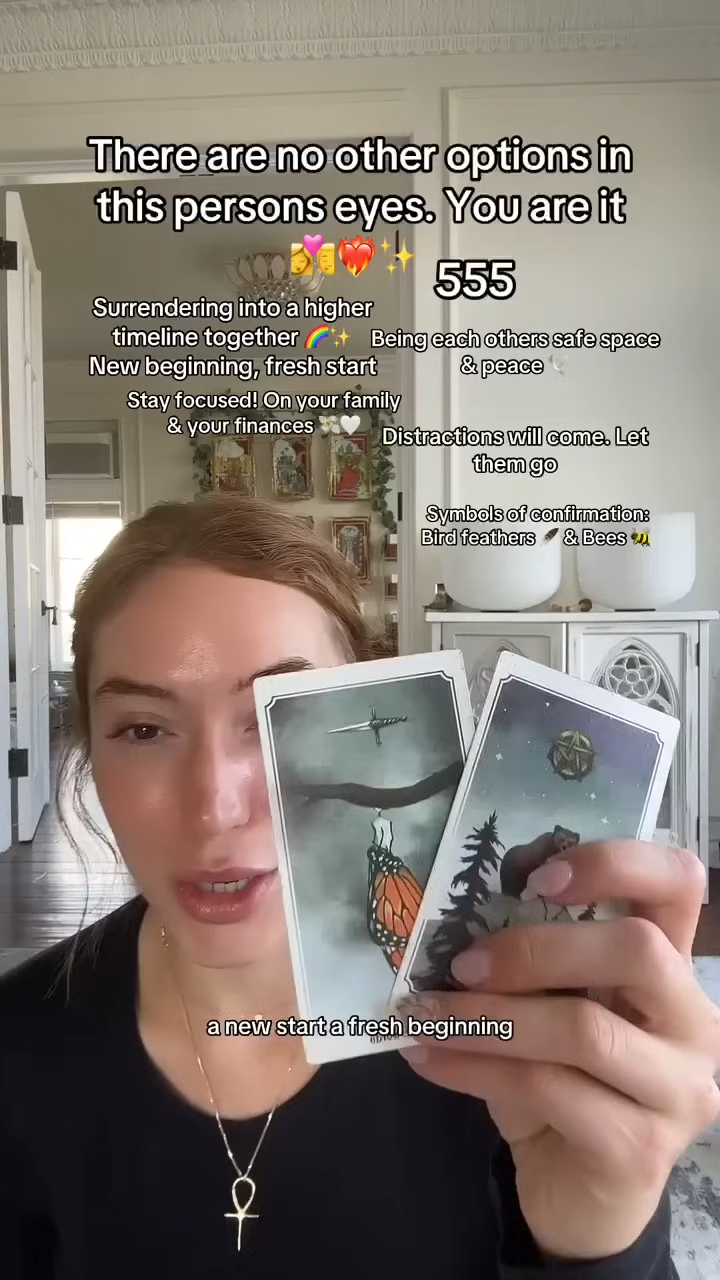 There are no other options in
this persons eyes. You are it
💏❤️‍🔥✨
555
Surrendering into a higher
timeline together 🌈✨
New beginning, fresh start
Being each others safe space
& peace 🕊️
Stay focused! On your family
& your finances 💸🤍
Distractions will come. Let
them go
Symbols of confirmation:
Bird feathers 🪶 & Bees 🐝
a new start a fresh beginning